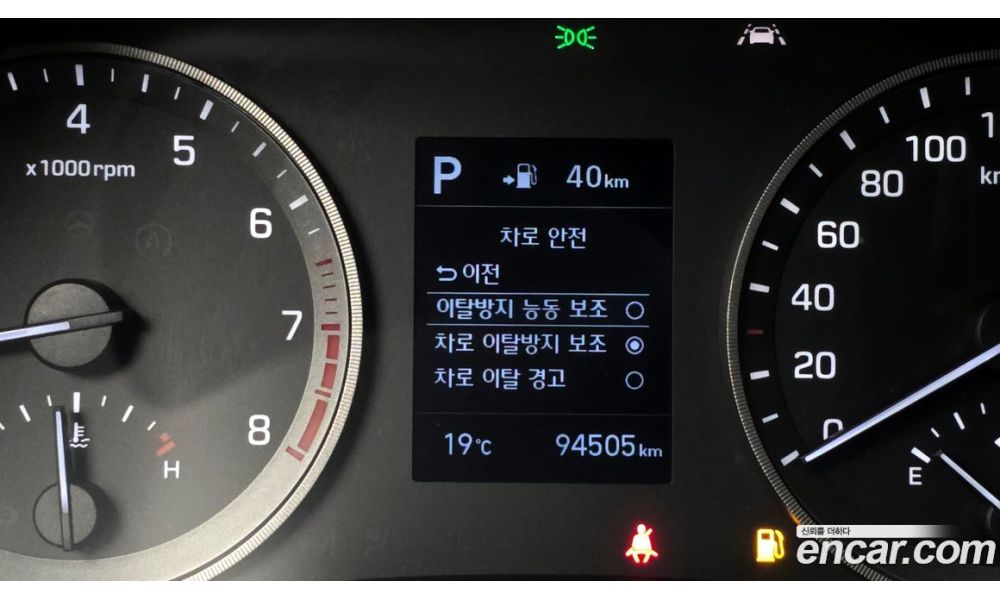 4
5
x1000rpm
6
7
8
H
P 40km
차로 안전
이전
이탈방지 능동 보조
차로 이탈방지 보조
차로 이탈 경고
19℃ 94505km
100
80
60
40
20
0
E
신뢰를 더하다
encar.com